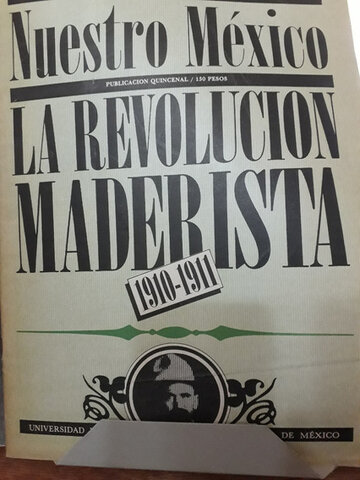 Nuestro México
PUBLICACION QUINCENAL / 150 PESOS
LA REVOLUCION
MADERISTA
1910-1911
UNIVERSIDAD DE MÉXICO